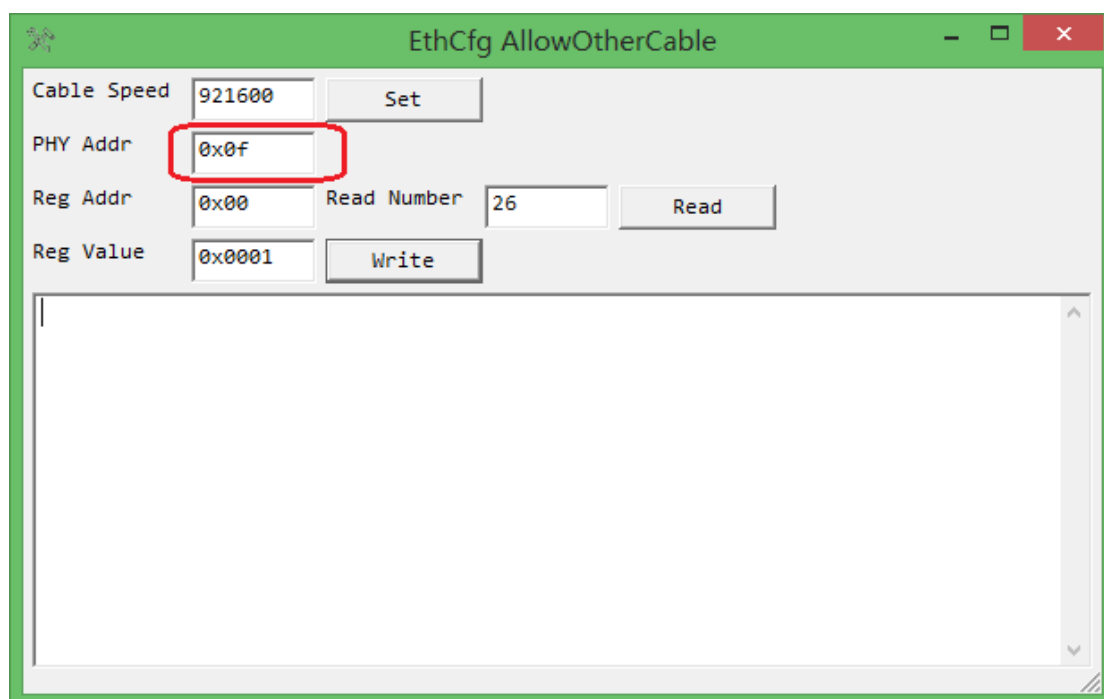 EthCfg AllowOtherCable
Cable Speed 921600 Set
PHY Addr 0x0f
Reg Addr 0x00 Read Number 26 Read
Reg Value 0x0001 Write